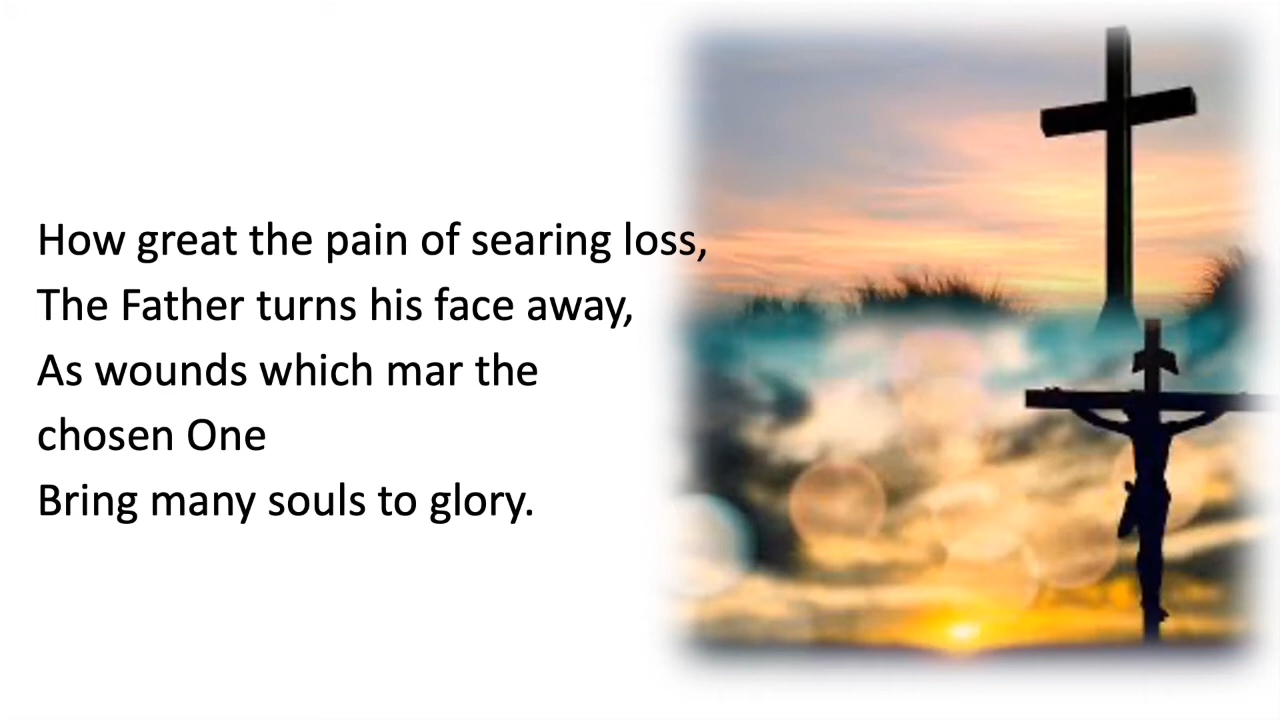 How great the pain of searing loss,
The Father turns his face away,
As wounds which mar the
chosen One
Bring many souls to glory.